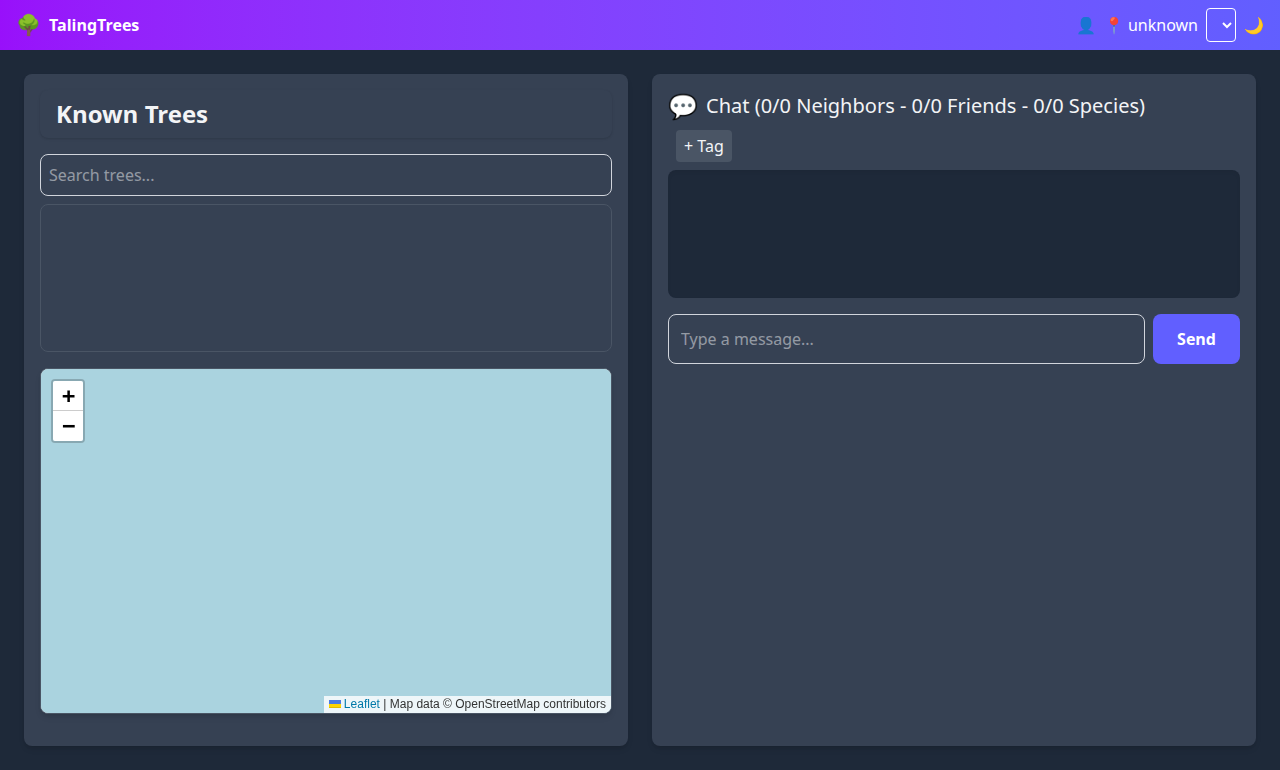 🌳 TalingTrees
👤 📍 unknown 🌙
Known Trees
Search trees...
+
−
Leaflet | Map data © OpenStreetMap contributors
💬 Chat (0/0 Neighbors - 0/0 Friends - 0/0 Species)
+ Tag
Type a message...
Send